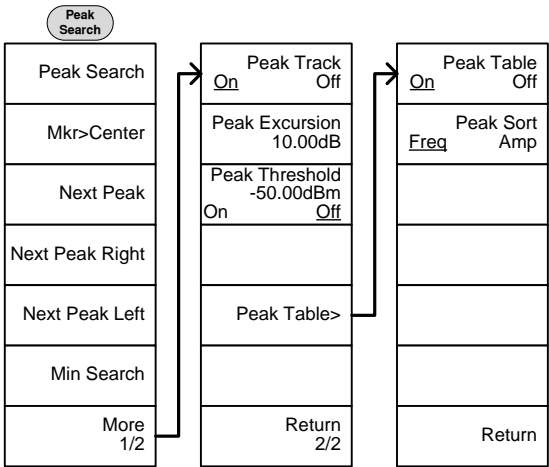 Peak
Search
Peak Search
Mkr>Center
Next Peak
Next Peak Right
Next Peak Left
Min Search
More
1/2
Peak Track
On Off
Peak Excursion
10.00dB
Peak Threshold
-50.00dBm
On Off
Peak Table>
Return
2/2
Peak Table
On Off
Peak Sort
Freq Amp
Return